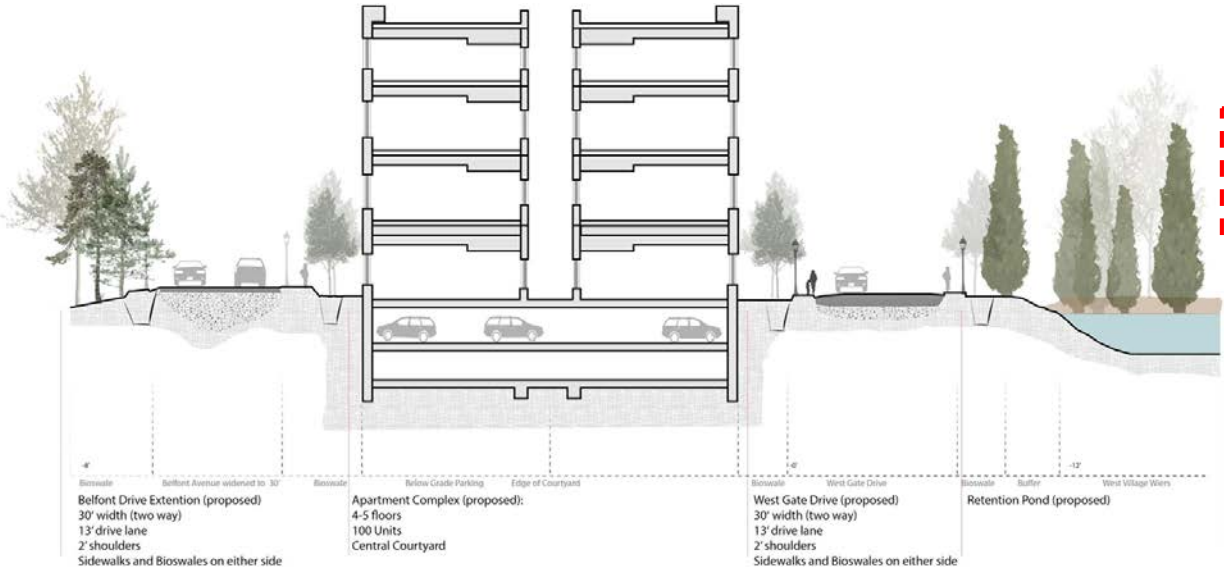 -8'
-0'
-12'
Bioswale
Belfont Avenue widened to 30'
Bioswale
Below Grade Parking
Edge of Courtyard
Bioswale
West Gate Drive
Bioswale
Buffer
West Village Wiers
Belfont Drive Extention (proposed)
30' width (two way)
13' drive lane
2' shoulders
Sidewalks and Bioswales on either side
Apartment Complex (proposed):
4-5 floors
100 Units
Central Courtyard
West Gate Drive (proposed)
30' width (two way)
13' drive lane
2' shoulders
Sidewalks and Bioswales on either side
Retention Pond (proposed)